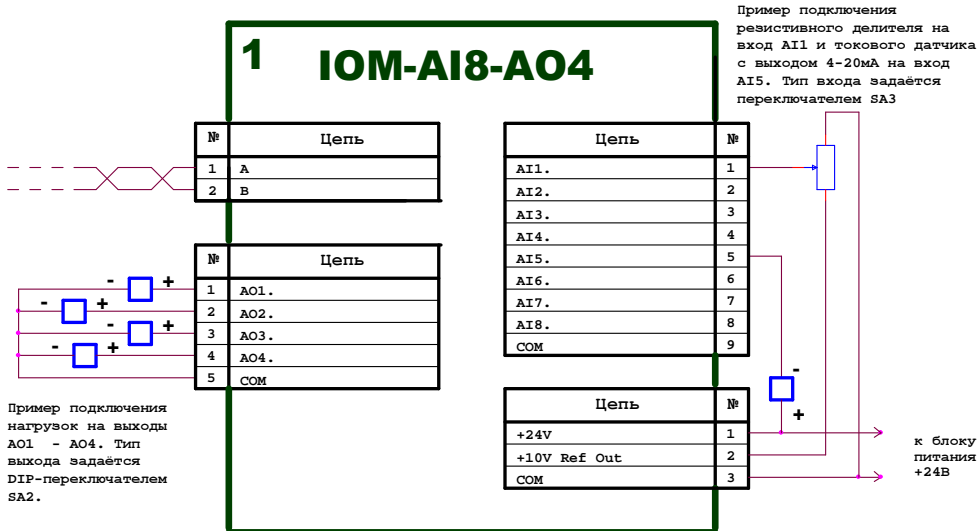 1
IOM-AI8-AO4
Пример подключения
резистивного делителя на
вход AI1 и токового датчика
с выходом 4-20мА на вход
AI5. Тип входа задаётся
переключателем SA3
№ Цепь
1 A
2 B
№ Цепь
1 AO1.
2 AO2.
3 AO3.
4 AO4.
5 COM
- +
- +
- +
- +
Пример подключения
нагрузок на выходы
AO1 - AO4. Тип
выхода задаётся
DIP-переключателем
SA2.
Цепь №
AI1. 1
AI2. 2
AI3. 3
AI4. 4
AI5. 5
AI6. 6
AI7. 7
AI8. 8
COM 9
-
+
Цепь №
+24V 1
+10V Ref Out 2
COM 3
к блоку
питания
+24В